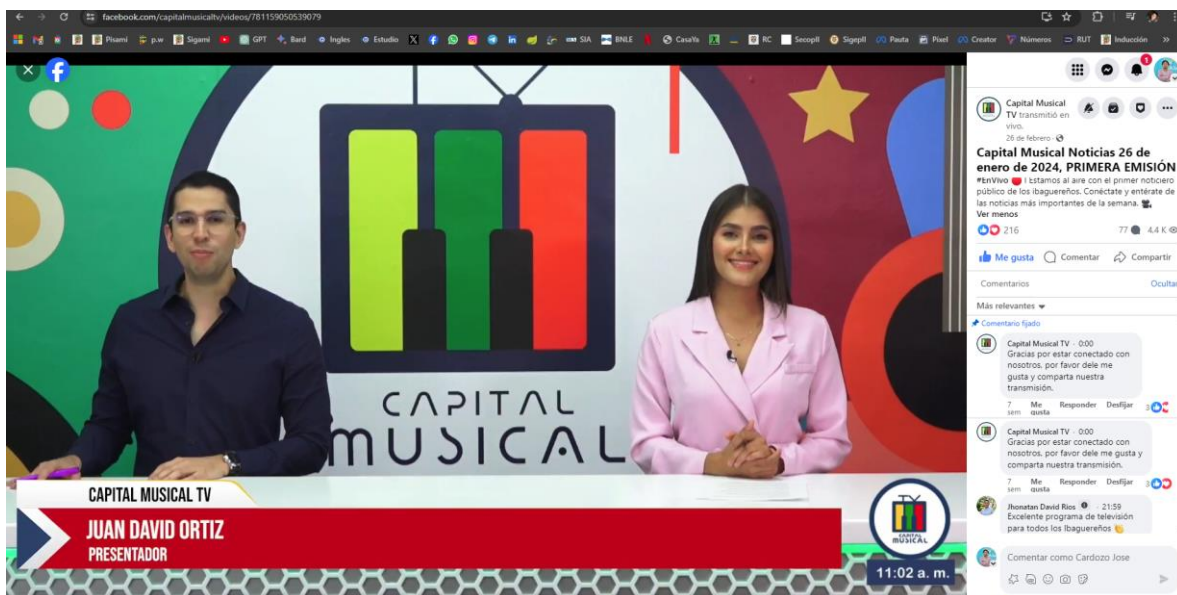 facebook.com/capitalmusicaltv/videos/781159050539079
Pisami
p.w
Sigami
GPT
Bard
Ingles
Estudio
SIA
BNLE
CasaYa
RC
Secopll
Sigepll
Pauta
Pixel
Creator
Números
RUT
Inducción
»
1
Capital Musical
TV transmitió en
vivo.
26 de febrero ·
Capital Musical Noticias 26 de
enero de 2024, PRIMERA EMISIÓN
#EnVivo | Estamos al aire con el primer noticiero
público de los ibaguereños. Conéctate y entérate de
las noticias más importantes de la semana.
Ver menos
216 77 4.4 K
Me gusta Comentar Compartir
Comentarios Ocultar
Más relevantes
Comentario fijado
Capital Musical TV · 0:00
Gracias por estar conectado con
nosotros. por favor dele me
gusta y comparta nuestra
transmisión.
7 sem Me gusta Responder Desfijar 3
Capital Musical TV · 0:00
Gracias por estar conectado con
nosotros. por favor dele me gusta y
comparta nuestra transmisión.
7 sem Me gusta Responder Desfijar 3
Jhonatan David Rios · 21:59
Excelente programa de televisión
para todos los Ibaguereños
Comentar como Cardozo Jose
CAPITAL
MUSICAL
CAPITAL MUSICAL TV
JUAN DAVID ORTIZ
PRESENTADOR
TV
CAPITAL
MUSICAL
11:02 a. m.